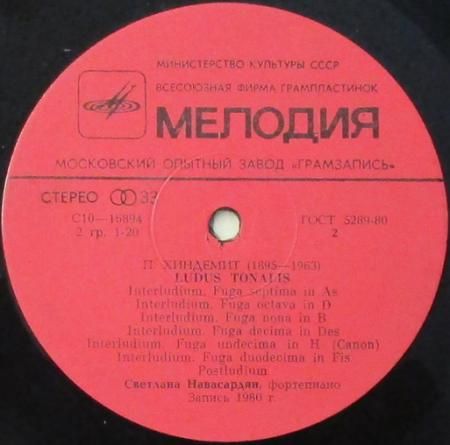 МИНИСТЕРСТВО КУЛЬТУРЫ СССР
ВСЕСОЮЗНАЯ ФИРМА ГРАМПЛАСТИНОК
МЕЛОДИЯ
МОСКОВСКИЙ ОПЫТНЫЙ ЗАВОД «ГРАМЗАПИСЬ»
СТЕРЕО 33
С10—16894 ГОСТ 5289-80
2 гр. 1-20 2
П. ХИНДЕМИТ (1895—1963)
LUDUS TONALIS
Interludium. Fuga septima in As
Interludium. Fuga octava in D
Interludium. Fuga nona in B
Interludium. Fuga decima in Des
Interludium. Fuga undecima in H (Canon)
Interludium. Fuga duodecima in Fis
Postludium
Светлана Навасардян, фортепиано
Запись 1980 г.